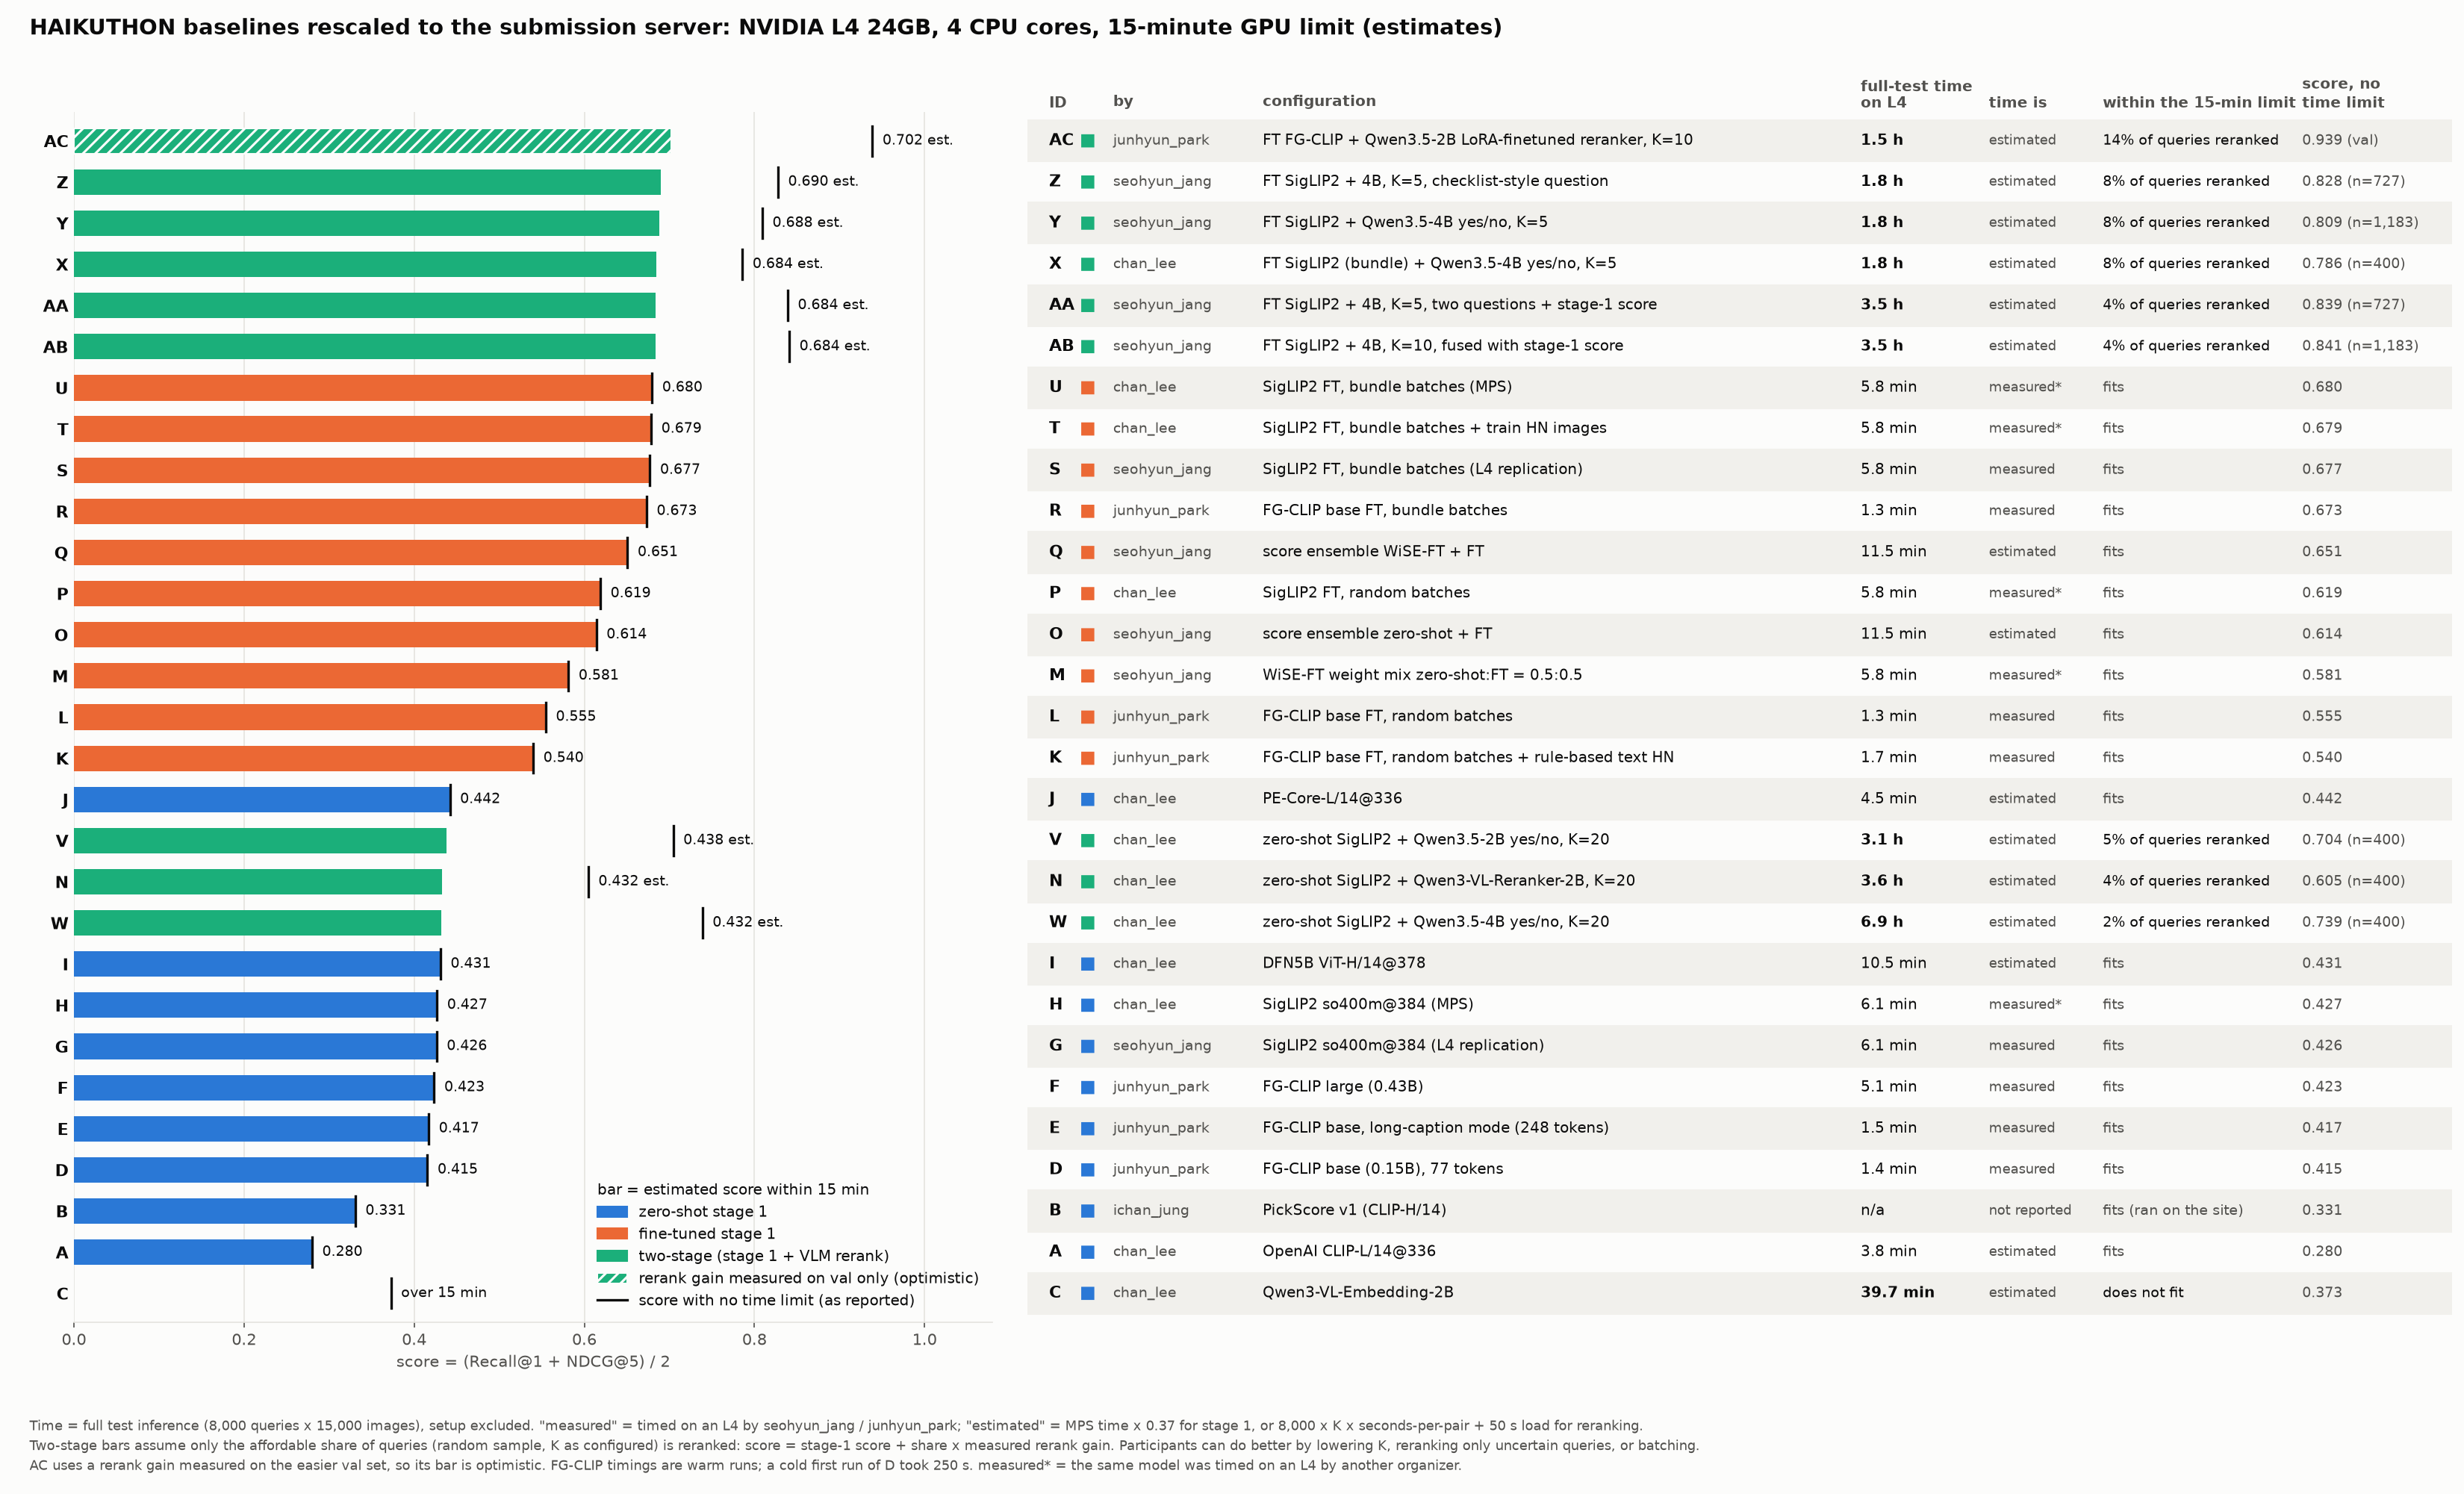 HAIKUTHON baselines rescaled to the submission server: NVIDIA L4 24GB, 4 CPU cores, 15-minute GPU limit (estimates)
ID by configuration full-test time on L4 time is within the 15-min limit score, no time limit
AC 0.702 est. AC junhyun_park FT FG-CLIP + Qwen3.5-2B LoRA-finetuned reranker, K=10 1.5 h estimated 14% of queries reranked 0.939 (val)
Z 0.690 est. Z seohyun_jang FT SigLIP2 + 4B, K=5, checklist-style question 1.8 h estimated 8% of queries reranked 0.828 (n=727)
Y 0.688 est. Y seohyun_jang FT SigLIP2 + Qwen3.5-4B yes/no, K=5 1.8 h estimated 8% of queries reranked 0.809 (n=1,183)
X 0.684 est. X chan_lee FT SigLIP2 (bundle) + Qwen3.5-4B yes/no, K=5 1.8 h estimated 8% of queries reranked 0.786 (n=400)
AA 0.684 est. AA seohyun_jang FT SigLIP2 + 4B, K=5, two questions + stage-1 score 3.5 h estimated 4% of queries reranked 0.839 (n=727)
AB 0.684 est. AB seohyun_jang FT SigLIP2 + 4B, K=10, fused with stage-1 score 3.5 h estimated 4% of queries reranked 0.841 (n=1,183)
U 0.680 U chan_lee SigLIP2 FT, bundle batches (MPS) 5.8 min measured* fits 0.680
T 0.679 T chan_lee SigLIP2 FT, bundle batches + train HN images 5.8 min measured* fits 0.679
S 0.677 S seohyun_jang SigLIP2 FT, bundle batches (L4 replication) 5.8 min measured fits 0.677
R 0.673 R junhyun_park FG-CLIP base FT, bundle batches 1.3 min measured fits 0.673
Q 0.651 Q seohyun_jang score ensemble WiSE-FT + FT 11.5 min estimated fits 0.651
P 0.619 P chan_lee SigLIP2 FT, random batches 5.8 min measured* fits 0.619
O 0.614 O seohyun_jang score ensemble zero-shot + FT 11.5 min estimated fits 0.614
M 0.581 M seohyun_jang WiSE-FT weight mix zero-shot:FT = 0.5:0.5 5.8 min measured* fits 0.581
L 0.555 L junhyun_park FG-CLIP base FT, random batches 1.3 min measured fits 0.555
K 0.540 K junhyun_park FG-CLIP base FT, random batches + rule-based text HN 1.7 min measured fits 0.540
J 0.442 J chan_lee PE-Core-L/14@336 4.5 min estimated fits 0.442
V 0.438 est. V chan_lee zero-shot SigLIP2 + Qwen3.5-2B yes/no, K=20 3.1 h estimated 5% of queries reranked 0.704 (n=400)
N 0.432 est. N chan_lee zero-shot SigLIP2 + Qwen3-VL-Reranker-2B, K=20 3.6 h estimated 4% of queries reranked 0.605 (n=400)
W 0.432 est. W chan_lee zero-shot SigLIP2 + Qwen3.5-4B yes/no, K=20 6.9 h estimated 2% of queries reranked 0.739 (n=400)
I 0.431 I chan_lee DFN5B ViT-H/14@378 10.5 min estimated fits 0.431
H 0.427 H chan_lee SigLIP2 so400m@384 (MPS) 6.1 min measured* fits 0.427
G 0.426 G seohyun_jang SigLIP2 so400m@384 (L4 replication) 6.1 min measured fits 0.426
F 0.423 F junhyun_park FG-CLIP large (0.43B) 5.1 min measured fits 0.423
E 0.417 E junhyun_park FG-CLIP base, long-caption mode (248 tokens) 1.5 min measured fits 0.417
D 0.415 D junhyun_park FG-CLIP base (0.15B), 77 tokens 1.4 min measured fits 0.415
B 0.331 B ichan_jung PickScore v1 (CLIP-H/14) n/a not reported fits (ran on the site) 0.331
A 0.280 A chan_lee OpenAI CLIP-L/14@336 3.8 min estimated fits 0.280
C over 15 min C chan_lee Qwen3-VL-Embedding-2B 39.7 min estimated does not fit 0.373
bar = estimated score within 15 min
zero-shot stage 1
fine-tuned stage 1
two-stage (stage 1 + VLM rerank)
rerank gain measured on val only (optimistic)
score with no time limit (as reported)
0.0 0.2 0.4 0.6 0.8 1.0
score = (Recall@1 + NDCG@5) / 2
Time = full test inference (8,000 queries x 15,000 images), setup excluded. "measured" = timed on an L4 by seohyun_jang / junhyun_park; "estimated" = MPS time x 0.37 for stage 1, or 8,000 x K x seconds-per-pair + 50 s load for reranking.
Two-stage bars assume only the affordable share of queries (random sample, K as configured) is reranked: score = stage-1 score + share x measured rerank gain. Participants can do better by lowering K, reranking only uncertain queries, or batching.
AC uses a rerank gain measured on the easier val set, so its bar is optimistic. FG-CLIP timings are warm runs; a cold first run of D took 250 s. measured* = the same model was timed on an L4 by another organizer.